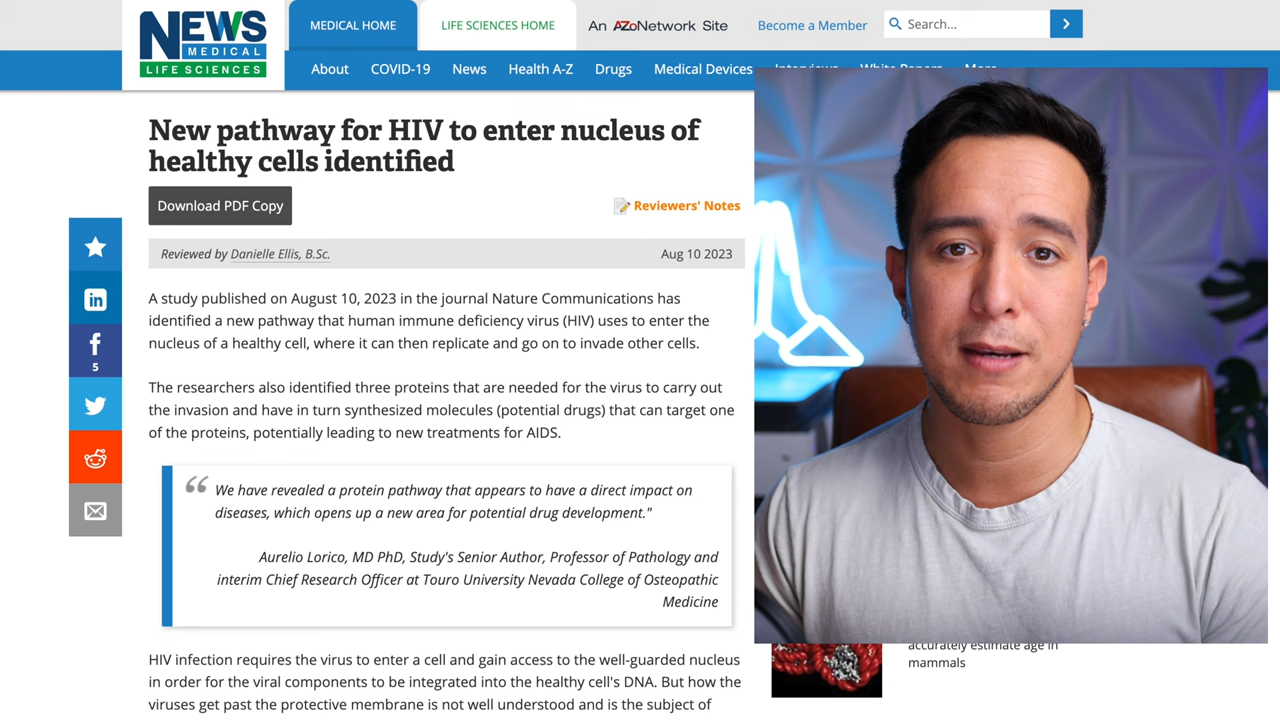 NEWS
MEDICAL
LIFE SCIENCES
MEDICAL HOME
LIFE SCIENCES HOME
An AZoNetwork Site
Become a Member
Search...
About COVID-19 News Health A-Z Drugs Medical Devices Interviews White Papers More
New pathway for HIV to enter nucleus of
healthy cells identified
Download PDF Copy
Reviewers' Notes
Reviewed by Danielle Ellis, B.Sc.
Aug 10 2023
5
A study published on August 10, 2023 in the journal Nature Communications has
identified a new pathway that human immune deficiency virus (HIV) uses to enter the
nucleus of a healthy cell, where it can then replicate and go on to invade other cells.
The researchers also identified three proteins that are needed for the virus to carry out
the invasion and have in turn synthesized molecules (potential drugs) that can target one
of the proteins, potentially leading to new treatments for AIDS.
We have revealed a protein pathway that appears to have a direct impact on
diseases, which opens up a new area for potential drug development."
Aurelio Lorico, MD PhD, Study's Senior Author, Professor of Pathology and
interim Chief Research Officer at Touro University Nevada College of Osteopathic
Medicine
HIV infection requires the virus to enter a cell and gain access to the well-guarded nucleus
in order for the viral components to be integrated into the healthy cell's DNA. But how the
viruses get past the protective membrane is not well understood and is the subject of
accurately estimate age in
mammals